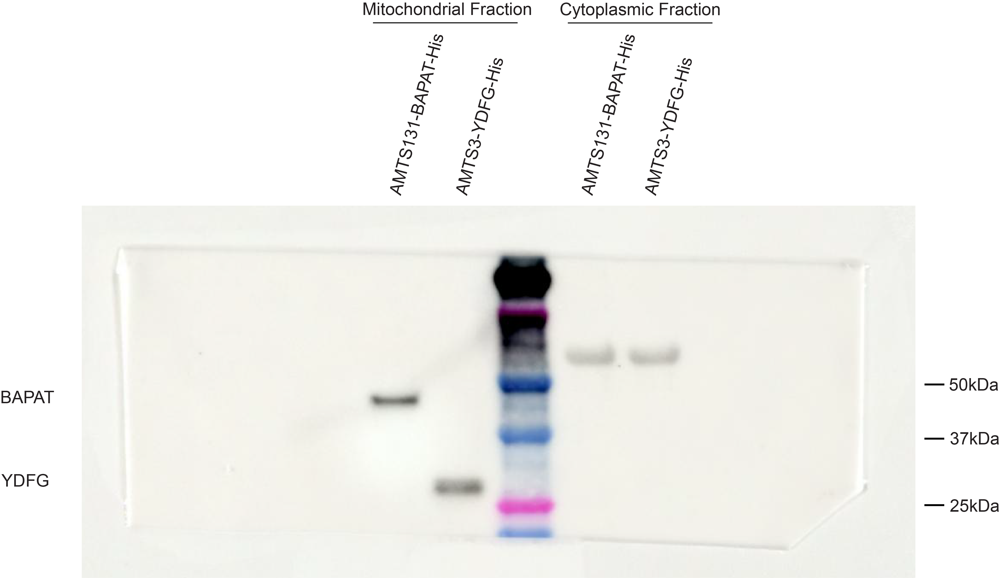 Mitochondrial Fraction
Cytoplasmic Fraction
AMTS131-BAPAT-His
AMTS3-YDFG-His
AMTS131-BAPAT-His
AMTS3-YDFG-His
BAPAT
YDFG
50kDa
37kDa
25kDa